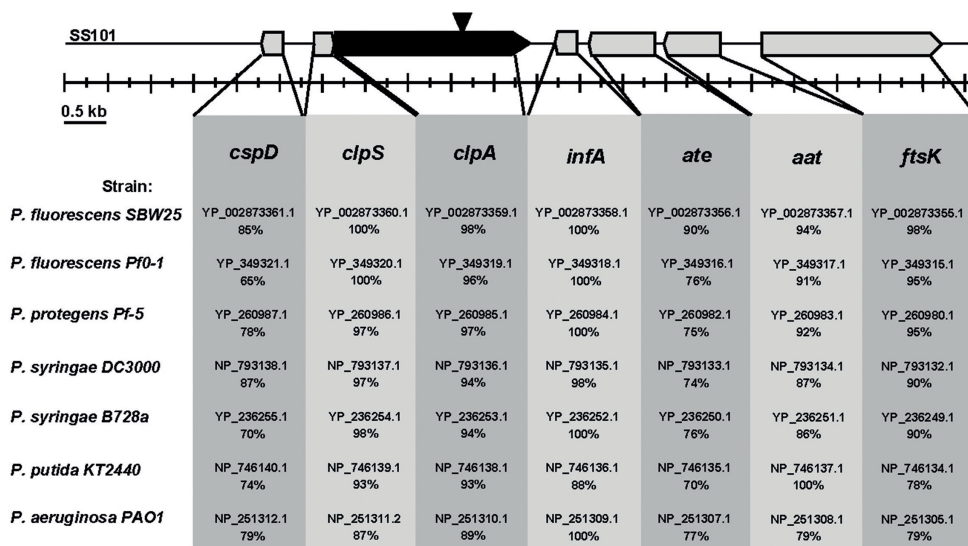 SS101
0.5 kb
cspD clpS clpA infA ate aat ftsK
Strain:
P. fluorescens SBW25 YP_002873361.1 YP_002873360.1 YP_002873359.1 YP_002873358.1 YP_002873356.1 YP_002873357.1 YP_002873355.1
85% 100% 98% 100% 90% 94% 98%
P. fluorescens Pf0-1 YP_349321.1 YP_349320.1 YP_349319.1 YP_349318.1 YP_349316.1 YP_349317.1 YP_349315.1
65% 100% 96% 100% 76% 91% 95%
P. protegens Pf-5 YP_260987.1 YP_260986.1 YP_260985.1 YP_260984.1 YP_260982.1 YP_260983.1 YP_260980.1
78% 97% 97% 100% 75% 92% 95%
P. syringae DC3000 NP_793138.1 NP_793137.1 NP_793136.1 NP_793135.1 NP_793133.1 NP_793134.1 NP_793132.1
87% 97% 94% 98% 74% 87% 90%
P. syringae B728a YP_236255.1 YP_236254.1 YP_236253.1 YP_236252.1 YP_236250.1 YP_236251.1 YP_236249.1
70% 98% 94% 100% 76% 86% 90%
P. putida KT2440 NP_746140.1 NP_746139.1 NP_746138.1 NP_746136.1 NP_746135.1 NP_746137.1 NP_746134.1
74% 93% 93% 88% 70% 100% 78%
P. aeruginosa PAO1 NP_251312.1 NP_251311.2 NP_251310.1 NP_251309.1 NP_251307.1 NP_251308.1 NP_251305.1
79% 87% 89% 100% 77% 79% 79%